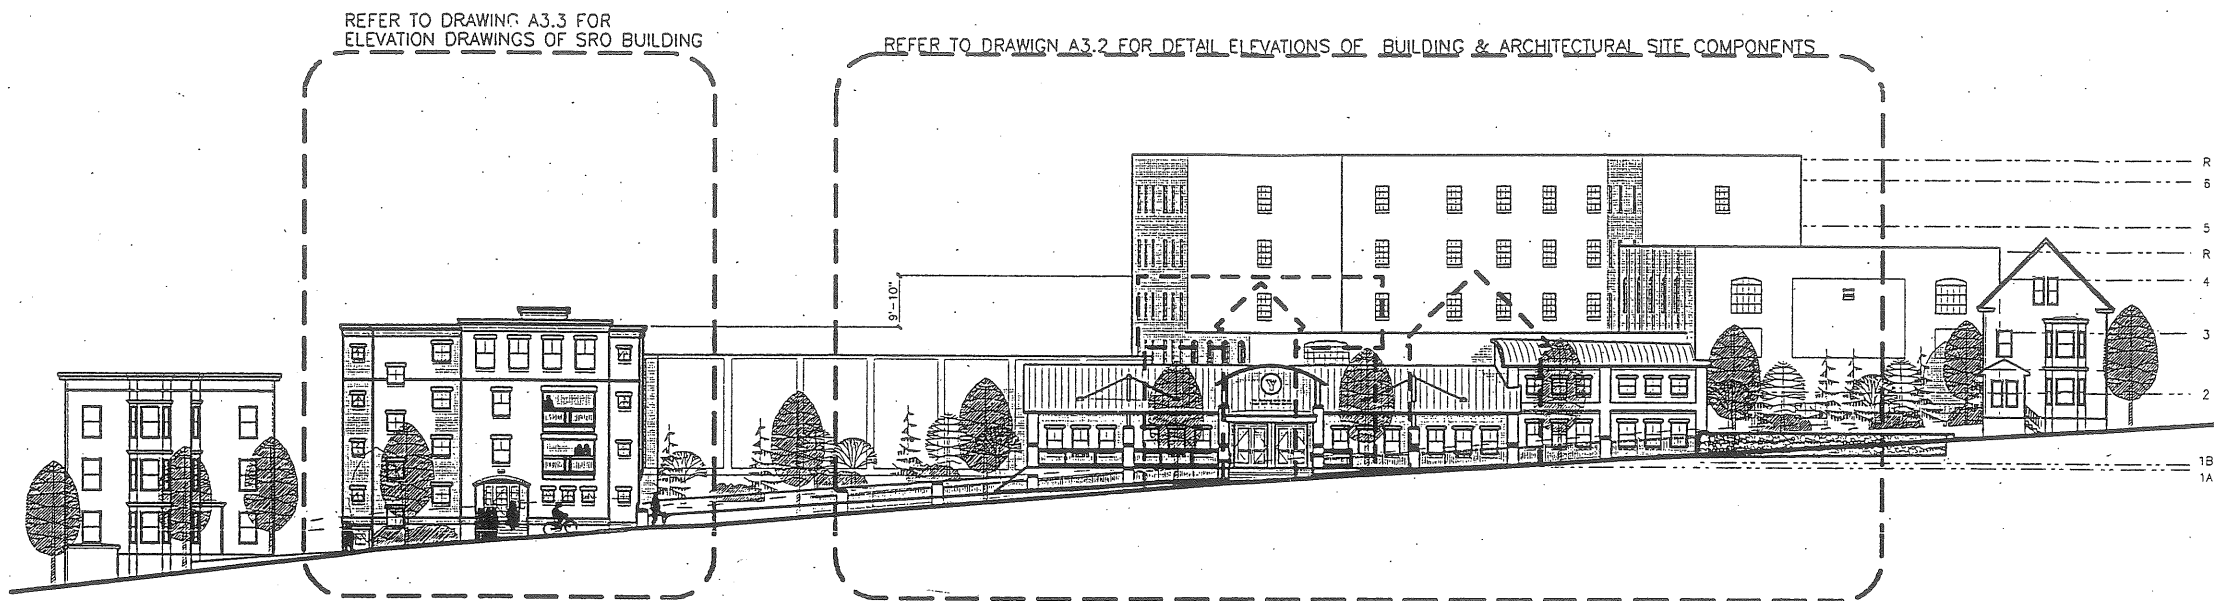 REFER TO DRAWING A3.3 FOR
ELEVATION DRAWINGS OF SRO BUILDING
REFER TO DRAWIGN A3.2 FOR DETAIL ELEVATIONS OF BUILDING & ARCHITECTURAL SITE COMPONENTS
R
6
5
R
4
9'-10"
3
2
1B
1A